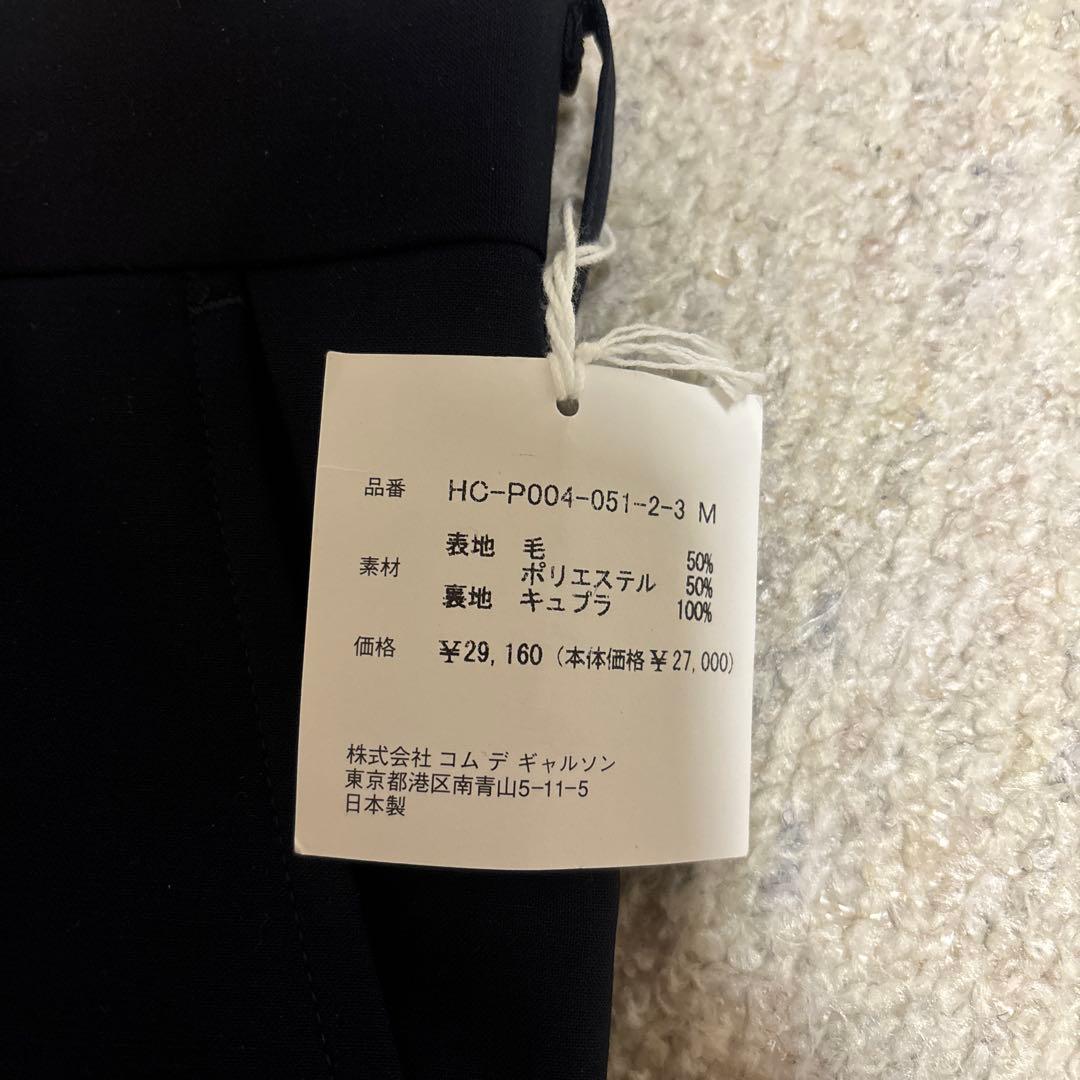 品番 HC-P004-051-2-3 M
素材 表地 毛 50%
ポリエステル 50%
裏地 キュプラ 100%
価格 ¥29,160 (本体価格¥27,000)
株式会社 コム デ ギャルソン
東京都港区南青山5-11-5
日本製